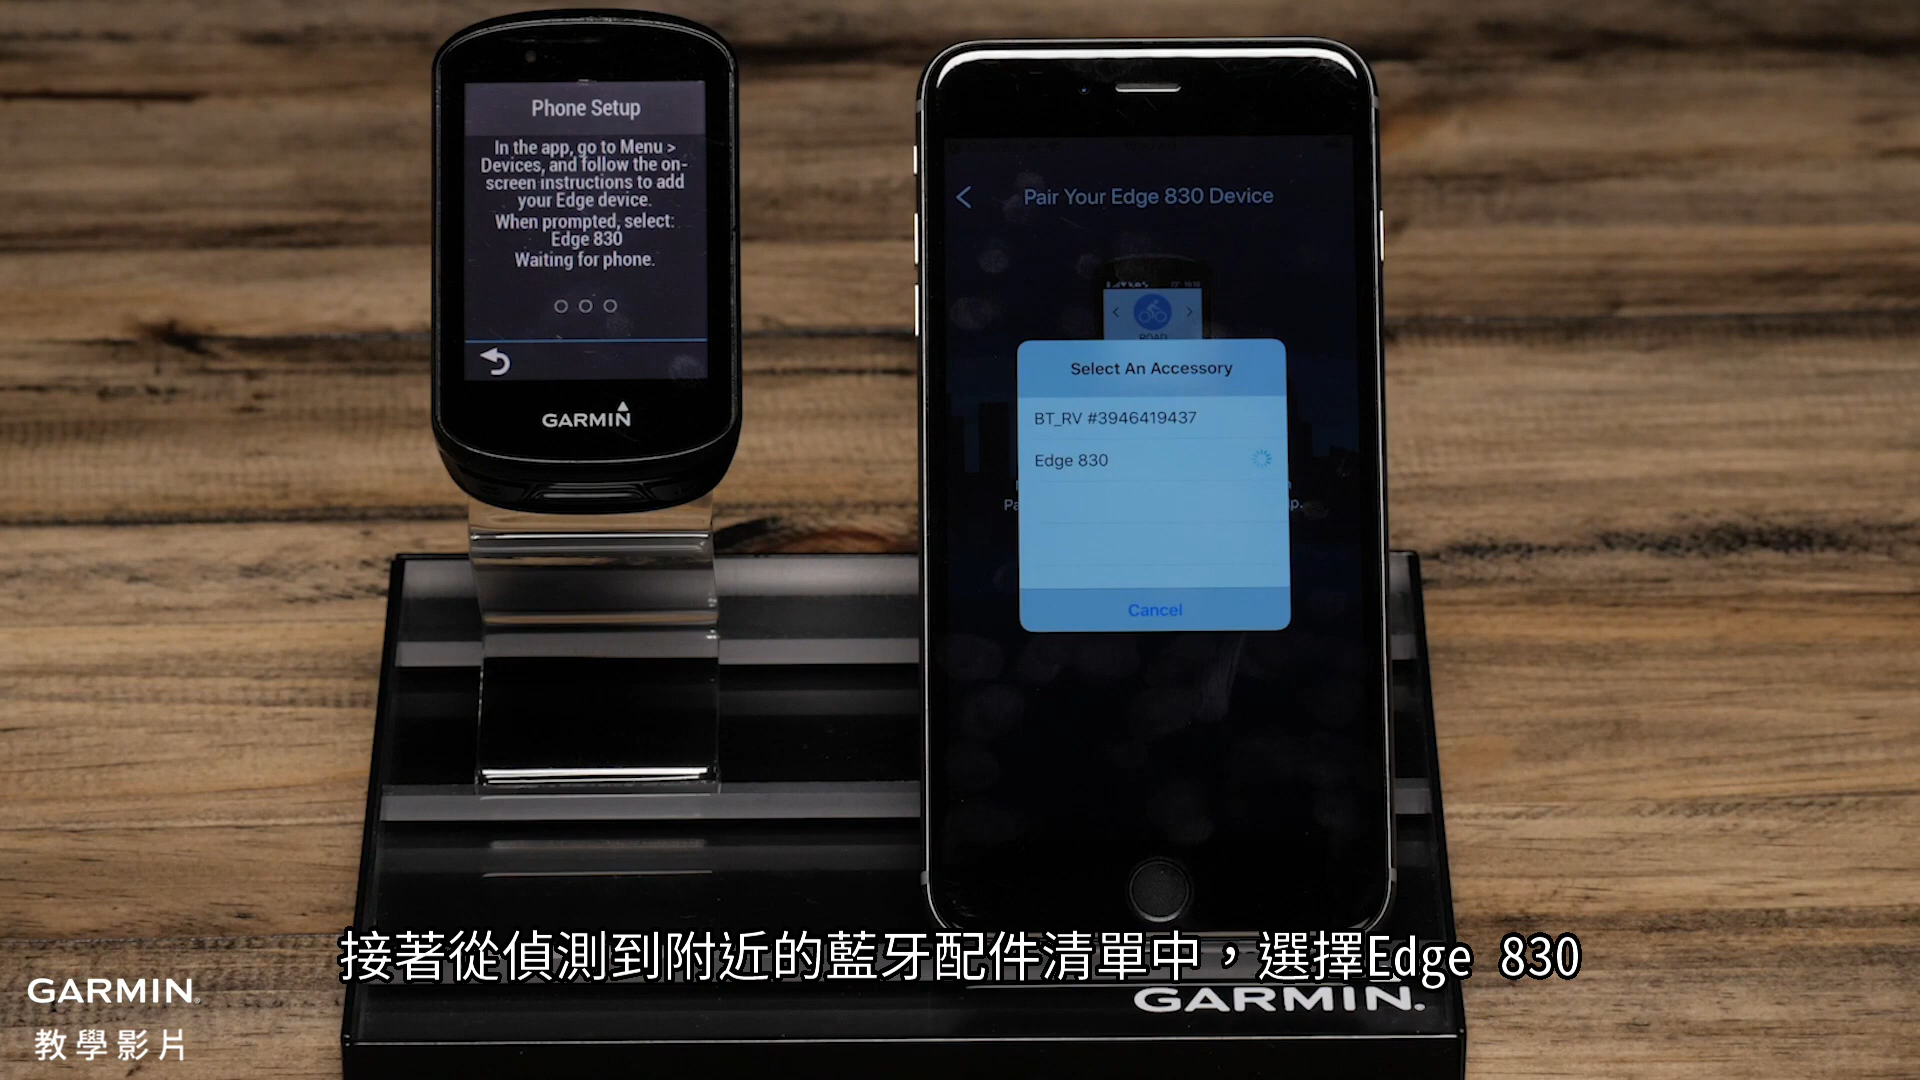 Phone Setup
In the app, go to Menu >
Devices, and follow the on-
screen instructions to add
your Edge device.
When prompted, select:
Edge 830
Waiting for phone.
GARMIN
Pair Your Edge 830 Device
ROAD
Select An Accessory
BT_RV #3946419437
Edge 830
Cancel
接著從偵測到附近的藍牙配件清單中，選擇Edge 830
GARMIN.
GARMIN
教學影片